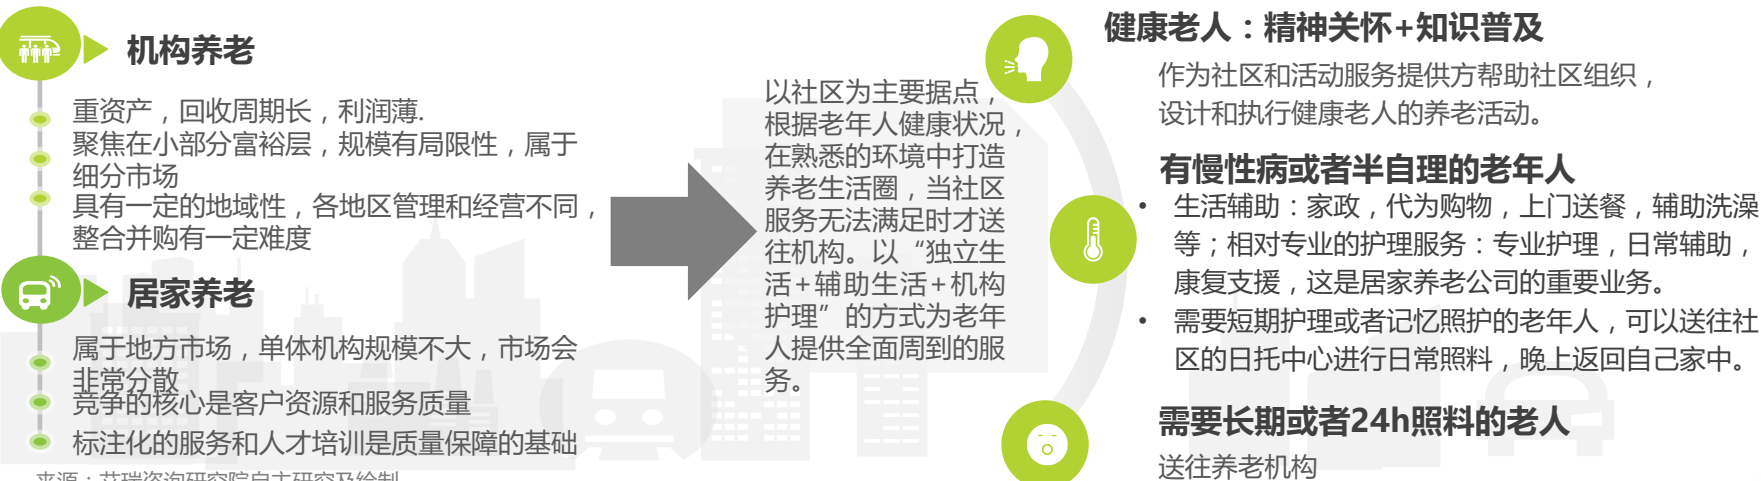 机构养老
重资产，回收周期长，利润薄.
聚焦在小部分富裕层，规模有局限性，属于
细分市场
具有一定的地域性，各地区管理和经营不同，
整合并购有一定难度
居家养老
属于地方市场，单体机构规模不大，市场会
非常分散
竞争的核心是客户资源和服务质量
标注化的服务和人才培训是质量保障的基础
来源：艾瑞咨询研究院自主研究及绘制
以社区为主要据点，
根据老年人健康状况，
在熟悉的环境中打造
养老生活圈，当社区
服务无法满足时才送
往机构。以“独立生
活+辅助生活+机构
护理”的方式为老年
人提供全面周到的服
务。
健康老人：精神关怀+知识普及
作为社区和活动服务提供方帮助社区组织，
设计和执行健康老人的养老活动。
有慢性病或者半自理的老年人
• 生活辅助：家政，代为购物，上门送餐，辅助洗澡
等；相对专业的护理服务：专业护理，日常辅助，
康复支援，这是居家养老公司的重要业务。
• 需要短期护理或者记忆照护的老年人，可以送往社
区的日托中心进行日常照料，晚上返回自己家中。
需要长期或者24h照料的老人
送往养老机构